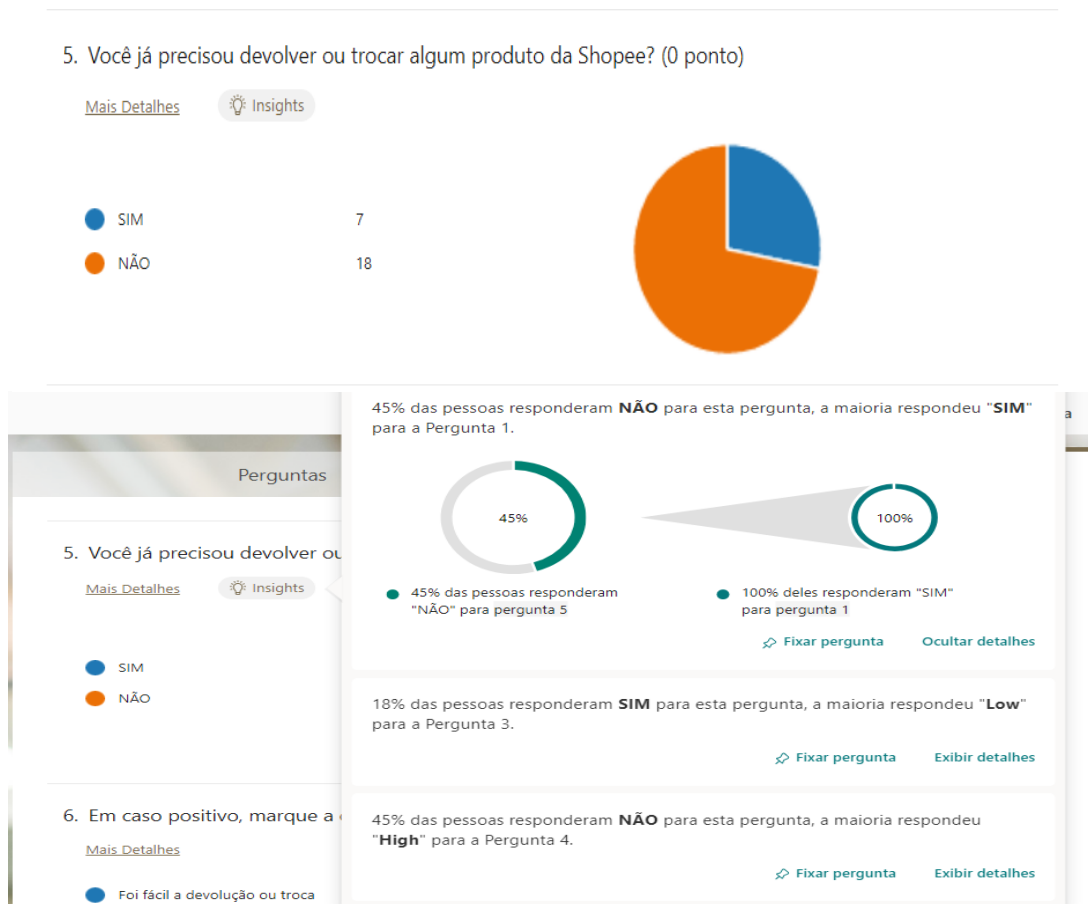 5. Você já precisou devolver ou trocar algum produto da Shopee? (0 ponto)
Mais Detalhes
Insights
SIM 7
NÃO 18
Perguntas
5. Você já precisou devolver ou
Mais Detalhes
Insights
SIM
NÃO
6. Em caso positivo, marque a
Mais Detalhes
Foi fácil a devolução ou troca
45% das pessoas responderam NÃO para esta pergunta, a maioria respondeu "SIM"
para a Pergunta 1.
45%
100%
45% das pessoas responderam
"NÃO" para pergunta 5
100% deles responderam "SIM"
para pergunta 1
Fixar pergunta Ocultar detalhes
18% das pessoas responderam SIM para esta pergunta, a maioria respondeu "Low"
para a Pergunta 3.
Fixar pergunta Exibir detalhes
45% das pessoas responderam NÃO para esta pergunta, a maioria respondeu
"High" para a Pergunta 4.
Fixar pergunta Exibir detalhes